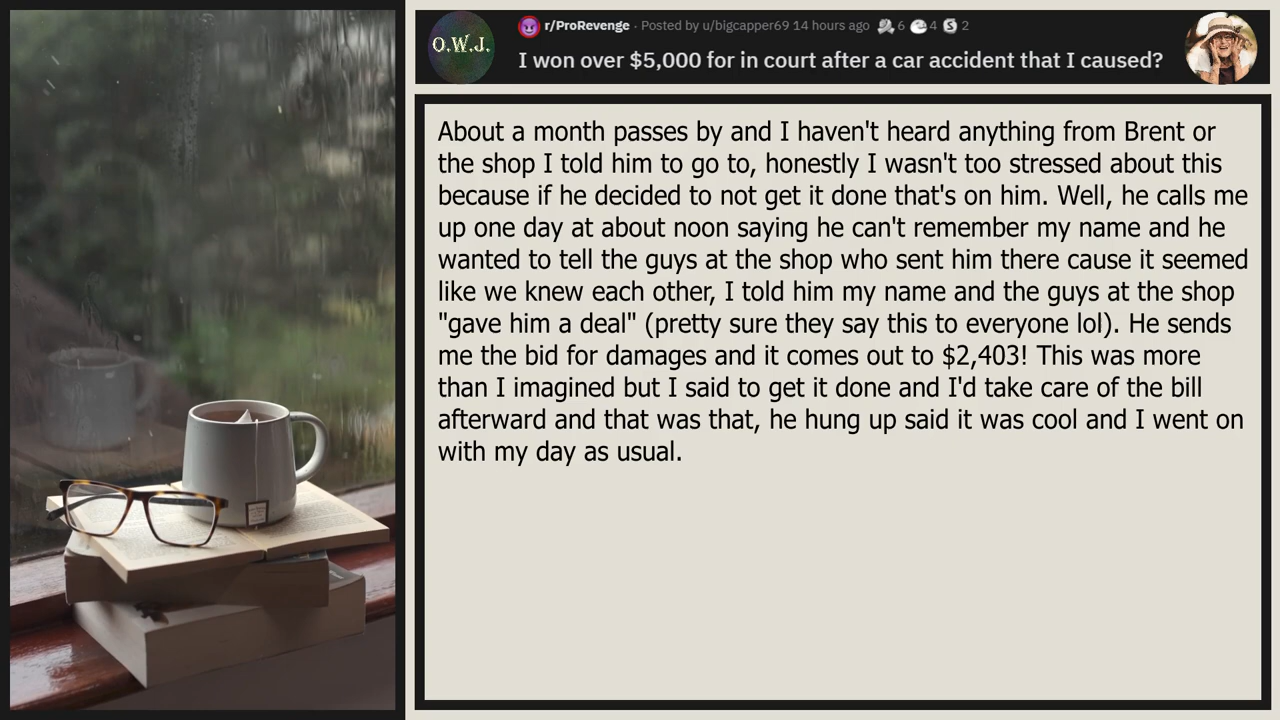 O.W.J.
r/ProRevenge · Posted by u/bigcapper69 14 hours ago 6 4 S 2
I won over $5,000 for in court after a car accident that I caused?
About a month passes by and I haven't heard anything from Brent or
the shop I told him to go to, honestly I wasn't too stressed about this
because if he decided to not get it done that's on him. Well, he calls me
up one day at about noon saying he can't remember my name and he
wanted to tell the guys at the shop who sent him there cause it seemed
like we knew each other, I told him my name and the guys at the shop
"gave him a deal" (pretty sure they say this to everyone lol). He sends
me the bid for damages and it comes out to $2,403! This was more
than I imagined but I said to get it done and I'd take care of the bill
afterward and that was that, he hung up said it was cool and I went on
with my day as usual.